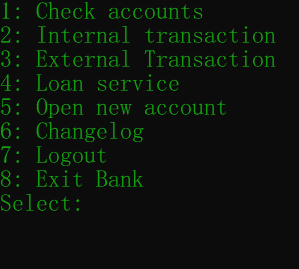 1: Check accounts
2: Internal transaction
3: External Transaction
4: Loan service
5: Open new account
6: Changelog
7: Logout
8: Exit Bank
Select: